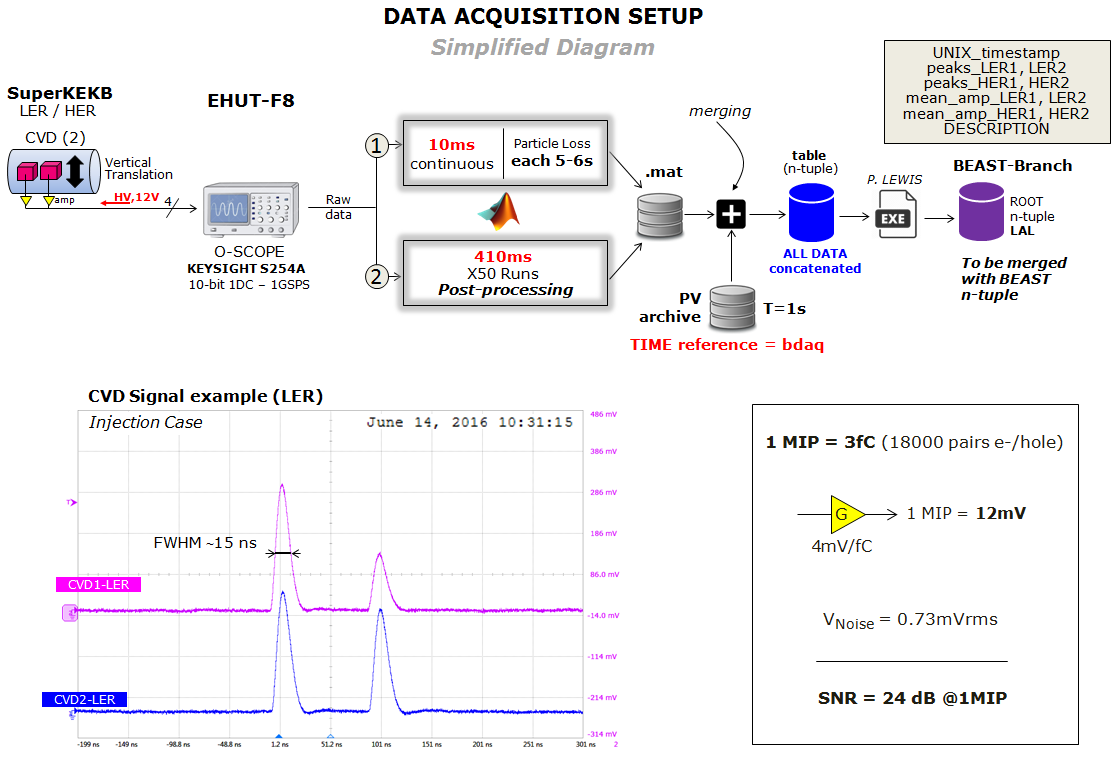 DATA ACQUISITION SETUP
Simplified Diagram
UNIX_timestamp
peaks_LER1, LER2
peaks_HER1, HER2
mean_amp_LER1, LER2
mean_amp_HER1, HER2
DESCRIPTION
SuperKEKB
LER / HER
CVD (2)
Vertical
Translation
amp
HV,12V
4
EHUT-F8
O-SCOPE
KEYSIGHT S254A
10-bit 1DC – 1GSPS
Raw
data
1
10ms
continuous
Particle Loss
each 5-6s
2
410ms
X50 Runs
Post-processing
.mat
merging
PV
archive
T=1s
TIME reference = bdaq
table
(n-tuple)
ALL DATA
concatenated
P. LEWIS
EXE
BEAST-Branch
ROOT
n-tuple
LAL
To be merged
with BEAST
n-tuple
CVD Signal example (LER)
Injection Case
June 14, 2016 10:31:15
FWHM ~15 ns
CVD1-LER
CVD2-LER
T
486 mV
386 mV
286 mV
186 mV
86.0 mV
-14.0 mV
-114 mV
-214 mV
-314 mV
-199 ns
-149 ns
-98.8 ns
-48.8 ns
1.2 ns
51.2 ns
101 ns
151 ns
201 ns
251 ns
301 ns
2
1 MIP = 3fC (18000 pairs e-/hole)
G
1 MIP = 12mV
4mV/fC
VNoise = 0.73mVrms
SNR = 24 dB @1MIP